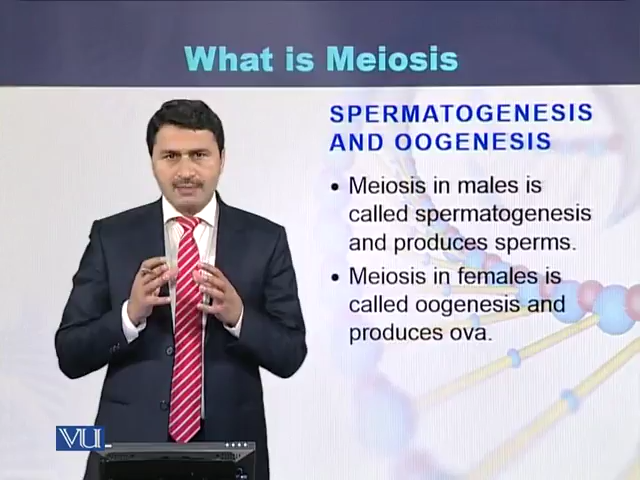 What is Meiosis
SPERMATOGENESIS
AND OOGENESIS
• Meiosis in males is
called spermatogenesis
and produces sperms.
• Meiosis in females is
called oogenesis and
produces ova.
VU